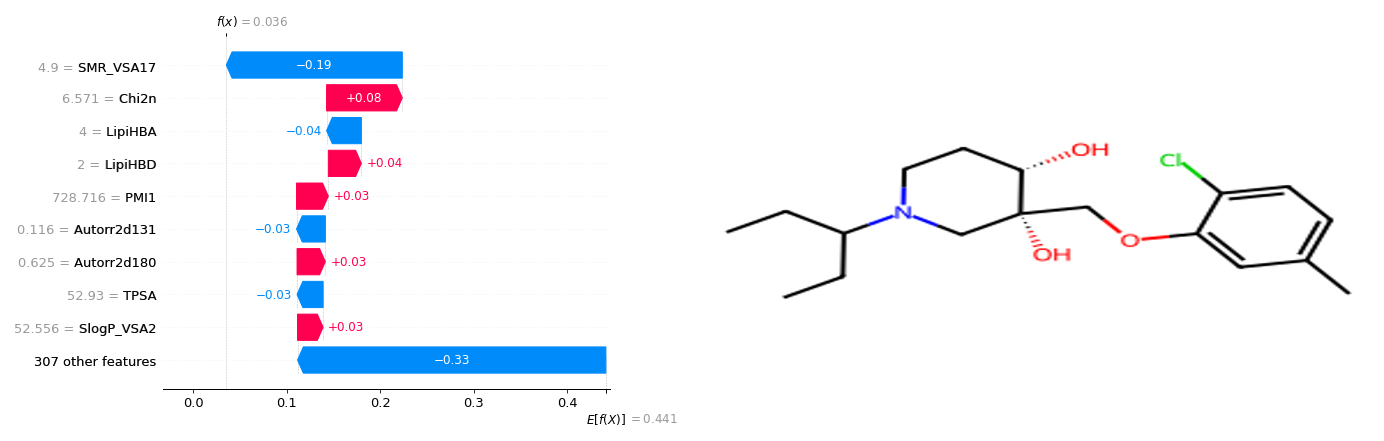 f(x) = 0.036
4.9 = SMR_VSA17
−0.19
6.571 = Chi2n
+0.08
4 = LipiHBA
−0.04
2 = LipiHBD
+0.04
728.716 = PMI1
+0.03
0.116 = Autorr2d131
−0.03
0.625 = Autorr2d180
+0.03
52.93 = TPSA
−0.03
52.556 = SlogP_VSA2
+0.03
307 other features
−0.33
0.0 0.1 0.2 0.3 0.4
E[f(X)] = 0.441
OH
Cl
N
O
OH